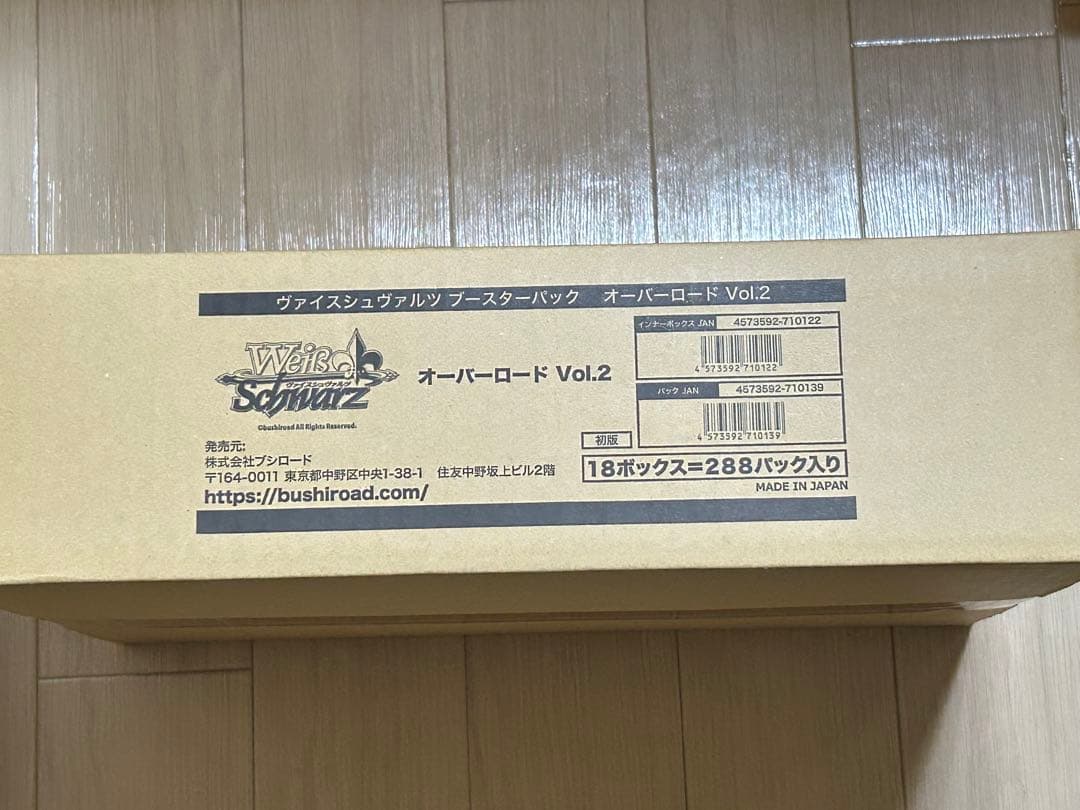 ヴァイスシュヴァルツ ブースターパック　オーバーロード Vol.2
Weiß
ヴァイスシュヴァルツ
Schwarz
©bushiroad All Rights Reserved.
オーバーロード Vol.2
インナーボックス JAN 4573592-710122
4 573592 710122
パック JAN 4573592-710139
4 573592 710139
初版
18ボックス=288パック入り
MADE IN JAPAN
発売元:
株式会社ブシロード
〒164-0011 東京都中野区中央1-38-1　住友中野坂上ビル2階
https://bushiroad.com/